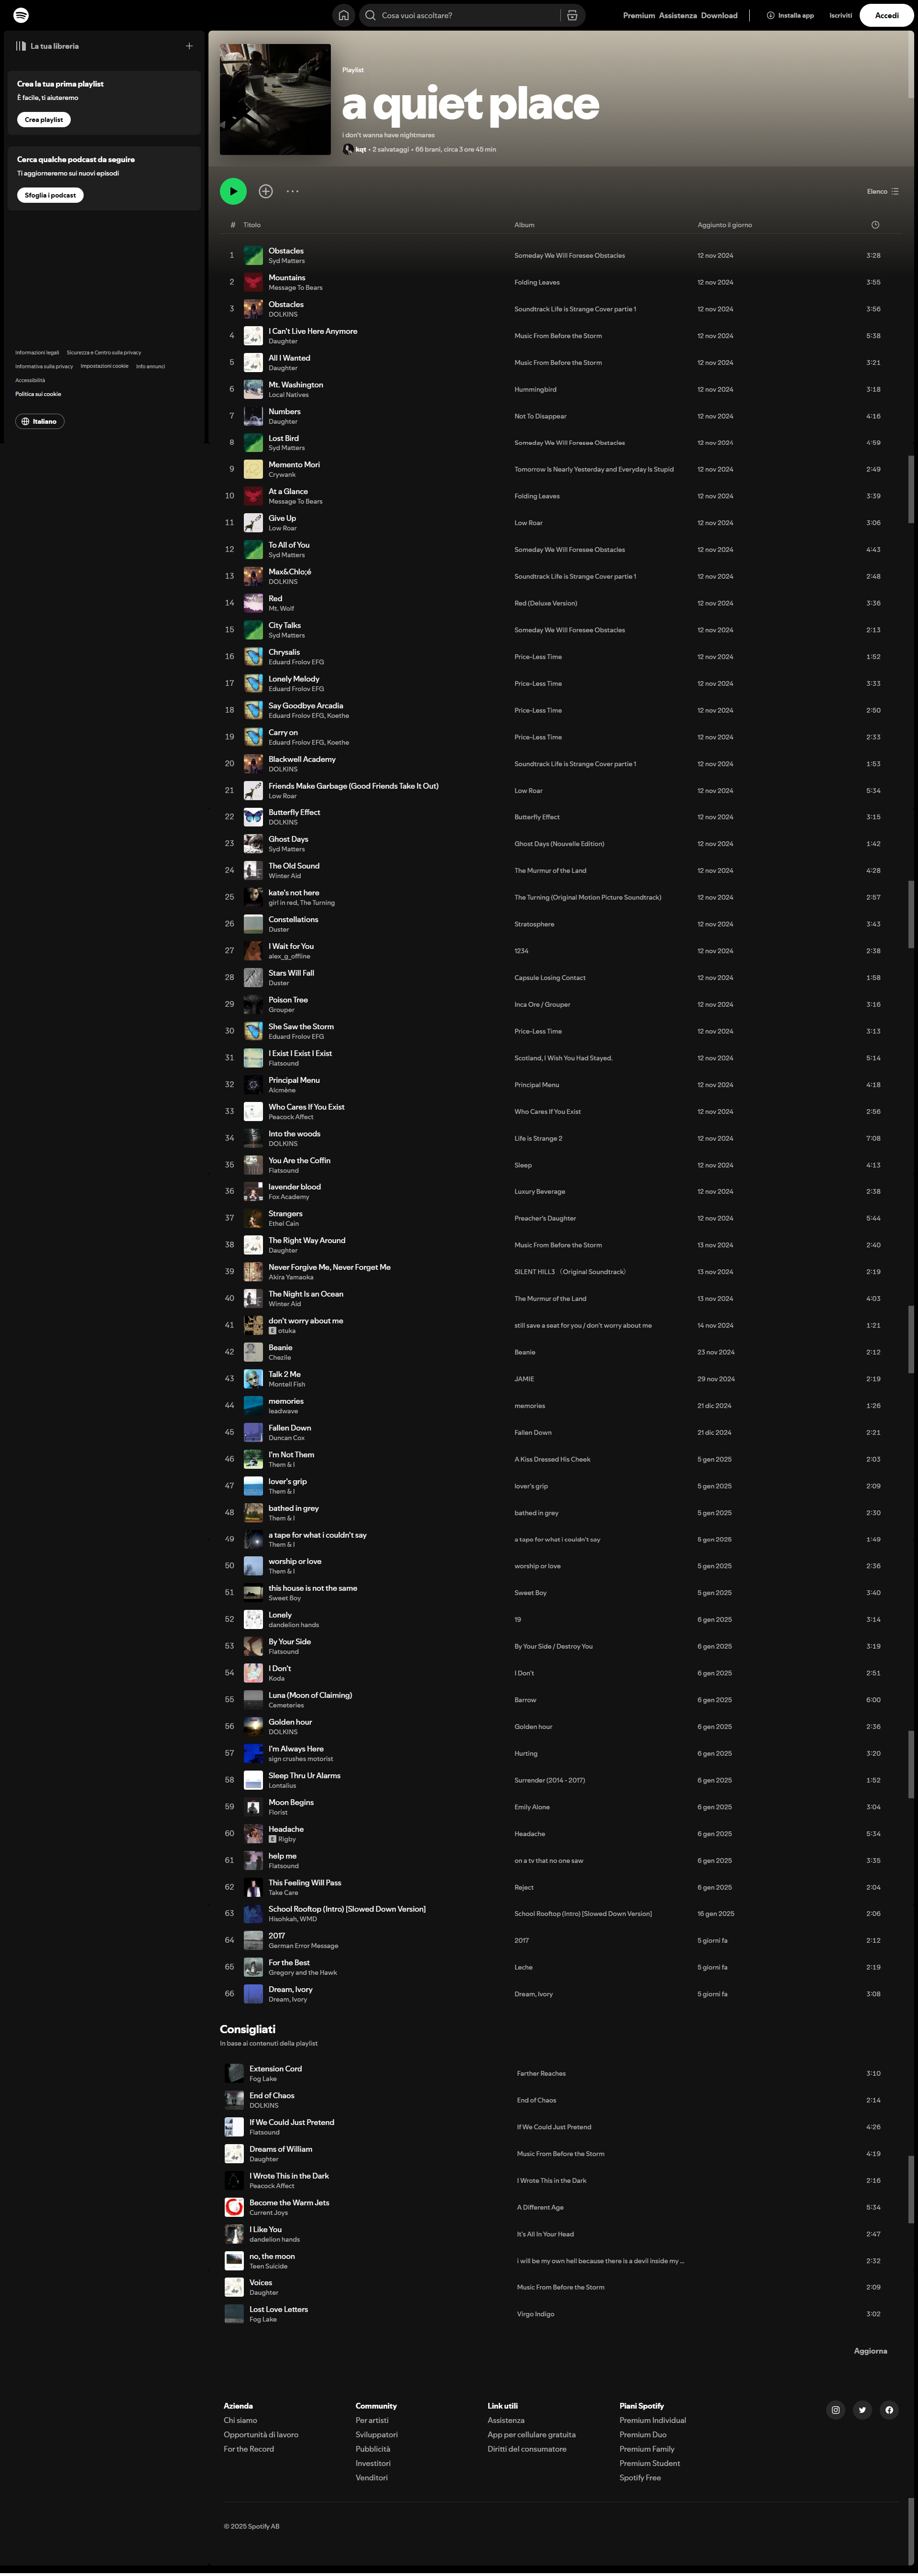 Cosa vuoi ascoltare?
Premium Assistenza Download
Installa app
Iscriviti
Accedi
La tua libreria
Crea la tua prima playlist
È facile, ti aiuteremo
Crea playlist
Cerca qualche podcast da seguire
Ti aggiorneremo sui nuovi episodi
Sfoglia i podcast
Informazioni legali Sicurezza e Centro sulla privacy
Informativa sulla privacy Impostazioni cookie Info annunci
Accessibilità
Politica sui cookie
Italiano
Playlist
a quiet place
i don't wanna have nightmares
kqt • 2 salvataggi • 66 brani, circa 3 ore 45 min
Elenco
# Titolo Album Aggiunto il giorno
1 Obstacles Someday We Will Foresee Obstacles 12 nov 2024 3:28
Syd Matters
2 Mountains Folding Leaves 12 nov 2024 3:55
Message To Bears
3 Obstacles Soundtrack Life is Strange Cover partie 1 12 nov 2024 3:56
DOLKINS
4 I Can't Live Here Anymore Music From Before the Storm 12 nov 2024 5:38
Daughter
5 All I Wanted Music From Before the Storm 12 nov 2024 3:21
Daughter
6 Mt. Washington Hummingbird 12 nov 2024 3:18
Local Natives
7 Numbers Not To Disappear 12 nov 2024 4:16
Daughter
8 Lost Bird Someday We Will Foresee Obstacles 12 nov 2024 4:59
Syd Matters
9 Memento Mori Tomorrow Is Nearly Yesterday and Everyday Is Stupid 12 nov 2024 2:49
Crywank
10 At a Glance Folding Leaves 12 nov 2024 3:39
Message To Bears
11 Give Up Low Roar 12 nov 2024 3:06
Low Roar
12 To All of You Someday We Will Foresee Obstacles 12 nov 2024 4:43
Syd Matters
13 Max&Chlo;é Soundtrack Life is Strange Cover partie 1 12 nov 2024 2:48
DOLKINS
14 Red Red (Deluxe Version) 12 nov 2024 3:36
Mt. Wolf
15 City Talks Someday We Will Foresee Obstacles 12 nov 2024 2:13
Syd Matters
16 Chrysalis Price-Less Time 12 nov 2024 1:52
Eduard Frolov EFG
17 Lonely Melody Price-Less Time 12 nov 2024 3:33
Eduard Frolov EFG
18 Say Goodbye Arcadia Price-Less Time 12 nov 2024 2:50
Eduard Frolov EFG, Koethe
19 Carry on Price-Less Time 12 nov 2024 2:33
Eduard Frolov EFG, Koethe
20 Blackwell Academy Soundtrack Life is Strange Cover partie 1 12 nov 2024 1:53
DOLKINS
21 Friends Make Garbage (Good Friends Take It Out) Low Roar 12 nov 2024 5:34
Low Roar
22 Butterfly Effect Butterfly Effect 12 nov 2024 3:15
DOLKINS
23 Ghost Days Ghost Days (Nouvelle Edition) 12 nov 2024 1:42
Syd Matters
24 The Old Sound The Murmur of the Land 12 nov 2024 4:28
Winter Aid
25 kate's not here The Turning (Original Motion Picture Soundtrack) 12 nov 2024 2:57
girl in red, The Turning
26 Constellations Stratosphere 12 nov 2024 3:43
Duster
27 I Wait for You 1234 12 nov 2024 2:38
alex_g_offline
28 Stars Will Fall Capsule Losing Contact 12 nov 2024 1:58
Duster
29 Poison Tree Inca Ore / Grouper 12 nov 2024 3:16
Grouper
30 She Saw the Storm Price-Less Time 12 nov 2024 3:13
Eduard Frolov EFG
31 I Exist I Exist I Exist Scotland, I Wish You Had Stayed. 12 nov 2024 5:14
Flatsound
32 Principal Menu Principal Menu 12 nov 2024 4:18
Alcmène
33 Who Cares If You Exist Who Cares If You Exist 12 nov 2024 2:56
Peacock Affect
34 Into the woods Life is Strange 2 12 nov 2024 7:08
DOLKINS
35 You Are the Coffin Sleep 12 nov 2024 4:13
Flatsound
36 lavender blood Luxury Beverage 12 nov 2024 2:38
Fox Academy
37 Strangers Preacher's Daughter 12 nov 2024 5:44
Ethel Cain
38 The Right Way Around Music From Before the Storm 13 nov 2024 2:40
Daughter
39 Never Forgive Me, Never Forget Me SILENT HILL3 （Original Soundtrack） 13 nov 2024 2:19
Akira Yamaoka
40 The Night Is an Ocean The Murmur of the Land 13 nov 2024 4:03
Winter Aid
41 don't worry about me still save a seat for you / don't worry about me 14 nov 2024 1:21
E otuka
42 Beanie Beanie 23 nov 2024 2:12
Chezile
43 Talk 2 Me JAMIE 29 nov 2024 2:19
Montell Fish
44 memories memories 21 dic 2024 1:26
leadwave
45 Fallen Down Fallen Down 21 dic 2024 2:21
Duncan Cox
46 I'm Not Them A Kiss Dressed His Cheek 5 gen 2025 2:03
Them & I
47 lover's grip lover's grip 5 gen 2025 2:09
Them & I
48 bathed in grey bathed in grey 5 gen 2025 2:30
Them & I
49 a tape for what i couldn't say a tape for what i couldn't say 5 gen 2025 1:49
Them & I
50 worship or love worship or love 5 gen 2025 2:36
Them & I
51 this house is not the same Sweet Boy 5 gen 2025 3:40
Sweet Boy
52 Lonely 19 6 gen 2025 3:14
dandelion hands
53 By Your Side By Your Side / Destroy You 6 gen 2025 3:19
Flatsound
54 I Don't I Don't 6 gen 2025 2:51
Koda
55 Luna (Moon of Claiming) Barrow 6 gen 2025 6:00
Cemeteries
56 Golden hour Golden hour 6 gen 2025 2:36
DOLKINS
57 I'm Always Here Hurting 6 gen 2025 3:20
sign crushes motorist
58 Sleep Thru Ur Alarms Surrender (2014 - 2017) 6 gen 2025 1:52
Lontalius
59 Moon Begins Emily Alone 6 gen 2025 3:04
Florist
60 Headache Headache 6 gen 2025 5:34
E Rigby
61 help me on a tv that no one saw 6 gen 2025 3:35
Flatsound
62 This Feeling Will Pass Reject 6 gen 2025 2:04
Take Care
63 School Rooftop (Intro) [Slowed Down Version] School Rooftop (Intro) [Slowed Down Version] 16 gen 2025 2:06
Hisohkah, WMD
64 2017 2017 5 giorni fa 2:12
German Error Message
65 For the Best Leche 5 giorni fa 2:19
Gregory and the Hawk
66 Dream, Ivory Dream, Ivory 5 giorni fa 3:08
Dream, Ivory
Consigliati
In base ai contenuti della playlist
Extension Cord Farther Reaches 3:10
Fog Lake
End of Chaos End of Chaos 2:14
DOLKINS
If We Could Just Pretend If We Could Just Pretend 4:26
Flatsound
Dreams of William Music From Before the Storm 4:19
Daughter
I Wrote This in the Dark I Wrote This in the Dark 2:16
Peacock Affect
Become the Warm Jets A Different Age 5:34
Current Joys
I Like You It's All In Your Head 2:47
dandelion hands
no, the moon i will be my own hell because there is a devil inside my ... 2:32
Teen Suicide
Voices Music From Before the Storm 2:09
Daughter
Lost Love Letters Virgo Indigo 3:02
Fog Lake
Aggiorna
Azienda
Chi siamo
Opportunità di lavoro
For the Record
Community
Per artisti
Sviluppatori
Pubblicità
Investitori
Venditori
Link utili
Assistenza
App per cellulare gratuita
Diritti del consumatore
Piani Spotify
Premium Individual
Premium Duo
Premium Family
Premium Student
Spotify Free
© 2025 Spotify AB